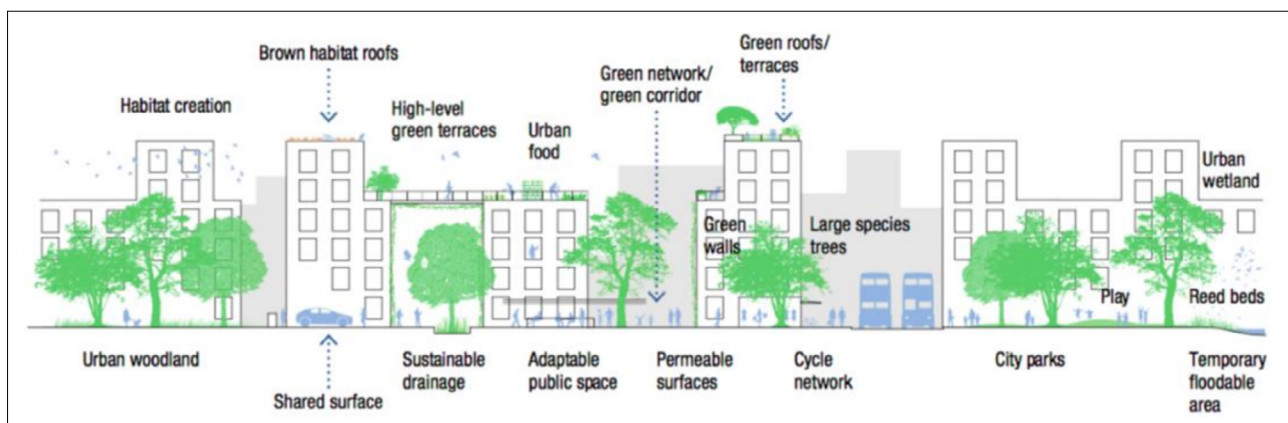 Brown habitat roofs
Green roofs/
terraces
Green network/
green corridor
Habitat creation
High-level
green terraces
Urban
food
Urban
wetland
Green
walls
Large species
trees
Play
Reed beds
Urban woodland
Sustainable
drainage
Adaptable
public space
Permeable
surfaces
Cycle
network
City parks
Temporary
floodable
area
Shared surface